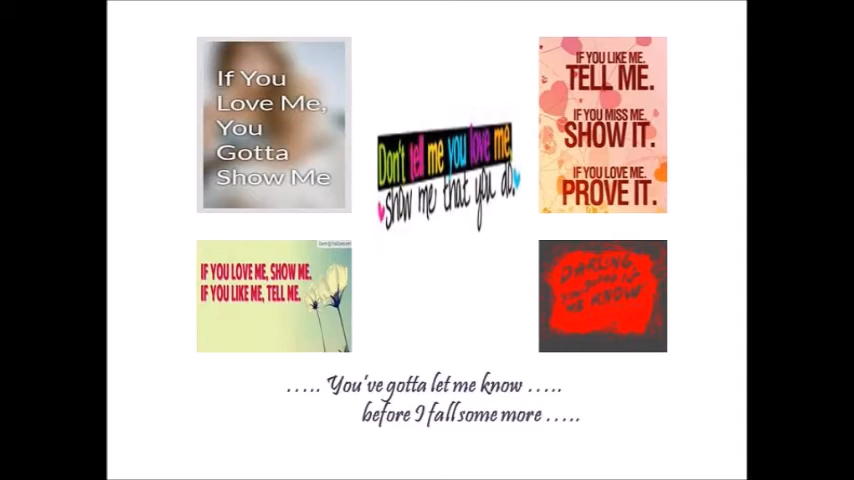 If You
Love Me,
You
Gotta
Show Me
Don't tell me you love me,
show me that you do.
IF YOU LIKE ME.
TELL ME.
IF YOU MISS ME.
SHOW IT.
IF YOU LOVE ME.
PROVE IT.
IF YOU LOVE ME, SHOW ME.
IF YOU LIKE ME, TELL ME.
DARLING
YOU GOTTA LET
ME KNOW
..... You've gotta let me know .....
before I fall some more .....